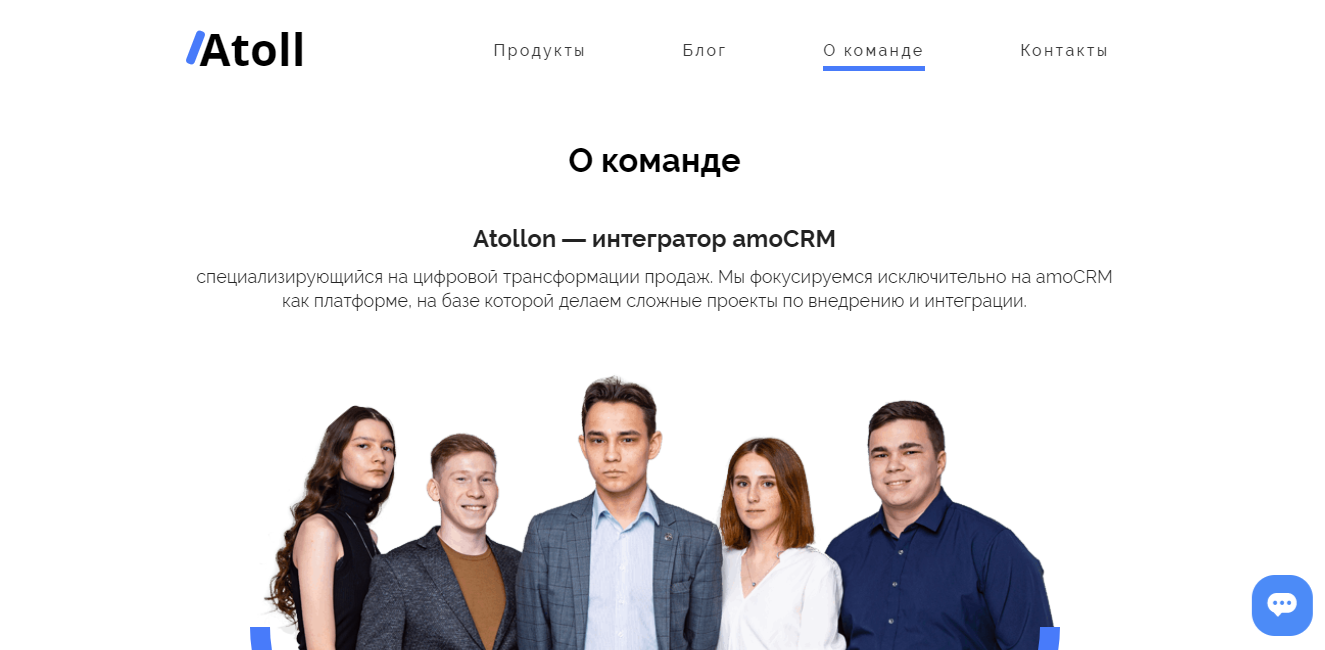 Atoll
Продукты
Блог
О команде
Контакты
О команде
Atollon — интегратор amoCRM
специализирующийся на цифровой трансформации продаж. Мы фокусируемся исключительно на amoCRM
как платформе, на базе которой делаем сложные проекты по внедрению и интеграции.